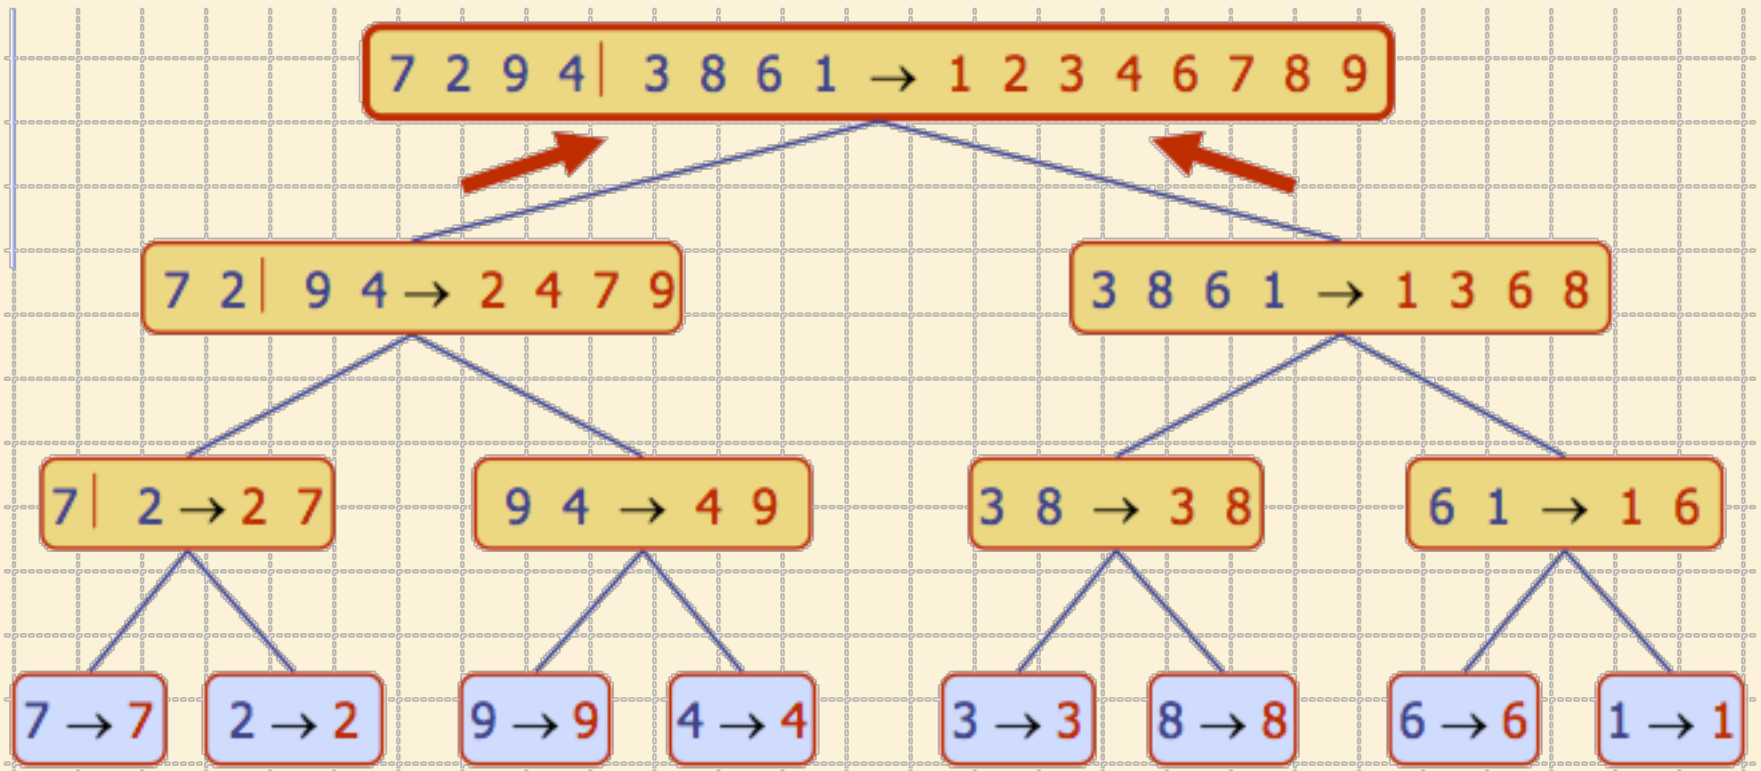 7 2 9 4| 3 8 6 1 → 1 2 3 4 6 7 8 9
7 2| 9 4 → 2 4 7 9
3 8 6 1 → 1 3 6 8
7| 2 → 2 7
9 4 → 4 9
3 8 → 3 8
6 1 → 1 6
7 → 7
2 → 2
9 → 9
4 → 4
3 → 3
8 → 8
6 → 6
1 → 1